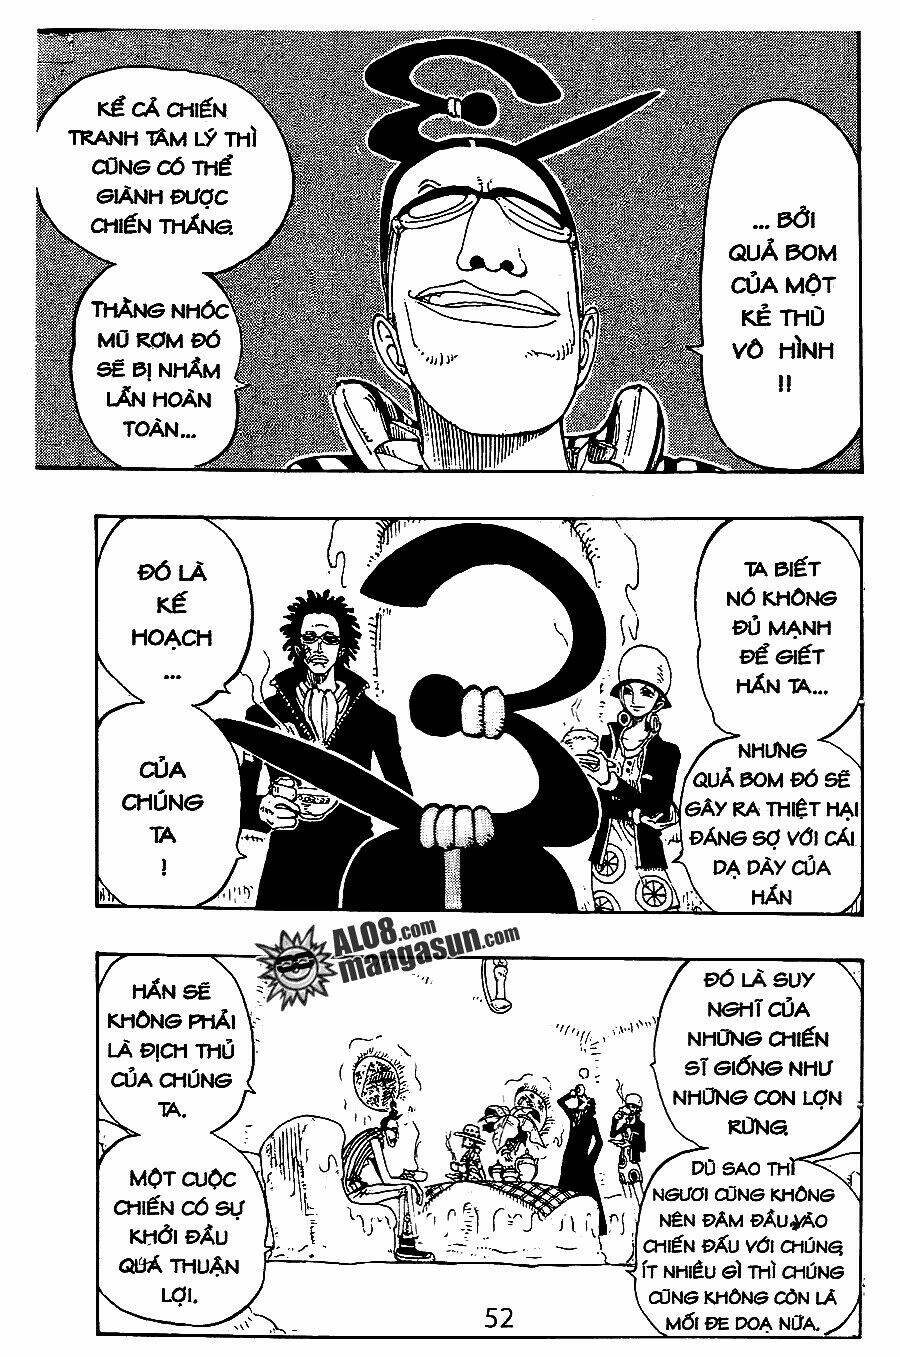 ... BỞI
QUẢ BOM
CỦA MỘT
KẺ THÙ
VÔ HÌNH
!!
KỂ CẢ CHIẾN
TRANH TÂM LÝ THÌ
CŨNG CÓ THỂ
GIÀNH ĐƯỢC
CHIẾN THẮNG.
THẰNG NHÓC
MŨ RƠM ĐÓ
SẼ BỊ NHẦM
LẪN HOÀN
TOÀN...
TA BIẾT
NÓ KHÔNG
ĐỦ MẠNH
ĐỂ GIẾT
HẮN TA...
NHƯNG
QUẢ BOM ĐÓ SẼ
GÂY RA THIỆT HẠI
ĐÁNG SỢ VỚI CÁI
DẠ DÀY CỦA
HẮN
ĐÓ LÀ
KẾ
HOẠCH
...
CỦA
CHÚNG
TA
!
AL08.com
mangasun.com
ĐÓ LÀ SUY
NGHĨ CỦA
NHỮNG CHIẾN
SĨ GIỐNG NHƯ
NHỮNG CON LỢN
RỪNG.
DÙ SAO THÌ
NGƯƠI CŨNG KHÔNG
NÊN ĐÂM ĐẦU VÀO
CHIẾN ĐẤU VỚI CHÚNG,
ÍT NHIỀU GÌ THÌ CHÚNG
CŨNG KHÔNG CÒN LÀ
MỐI ĐE DOẠ NỮA.
HẮN SẼ
KHÔNG PHẢI
LÀ ĐỊCH THỦ
CỦA CHÚNG
TA.
MỘT CUỘC
CHIẾN CÓ SỰ
KHỞI ĐẦU
QUÁ THUẬN
LỢI.
52